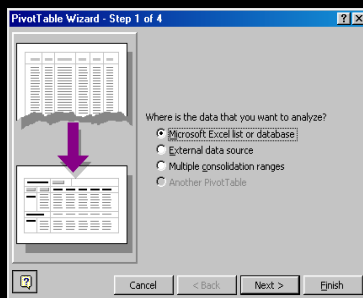 PivotTable Wizard - Step 1 of 4
Where is the data that you want to analyze?
Microsoft Excel list or database
External data source
Multiple consolidation ranges
Another PivotTable
Cancel
< Back
Next >
Finish